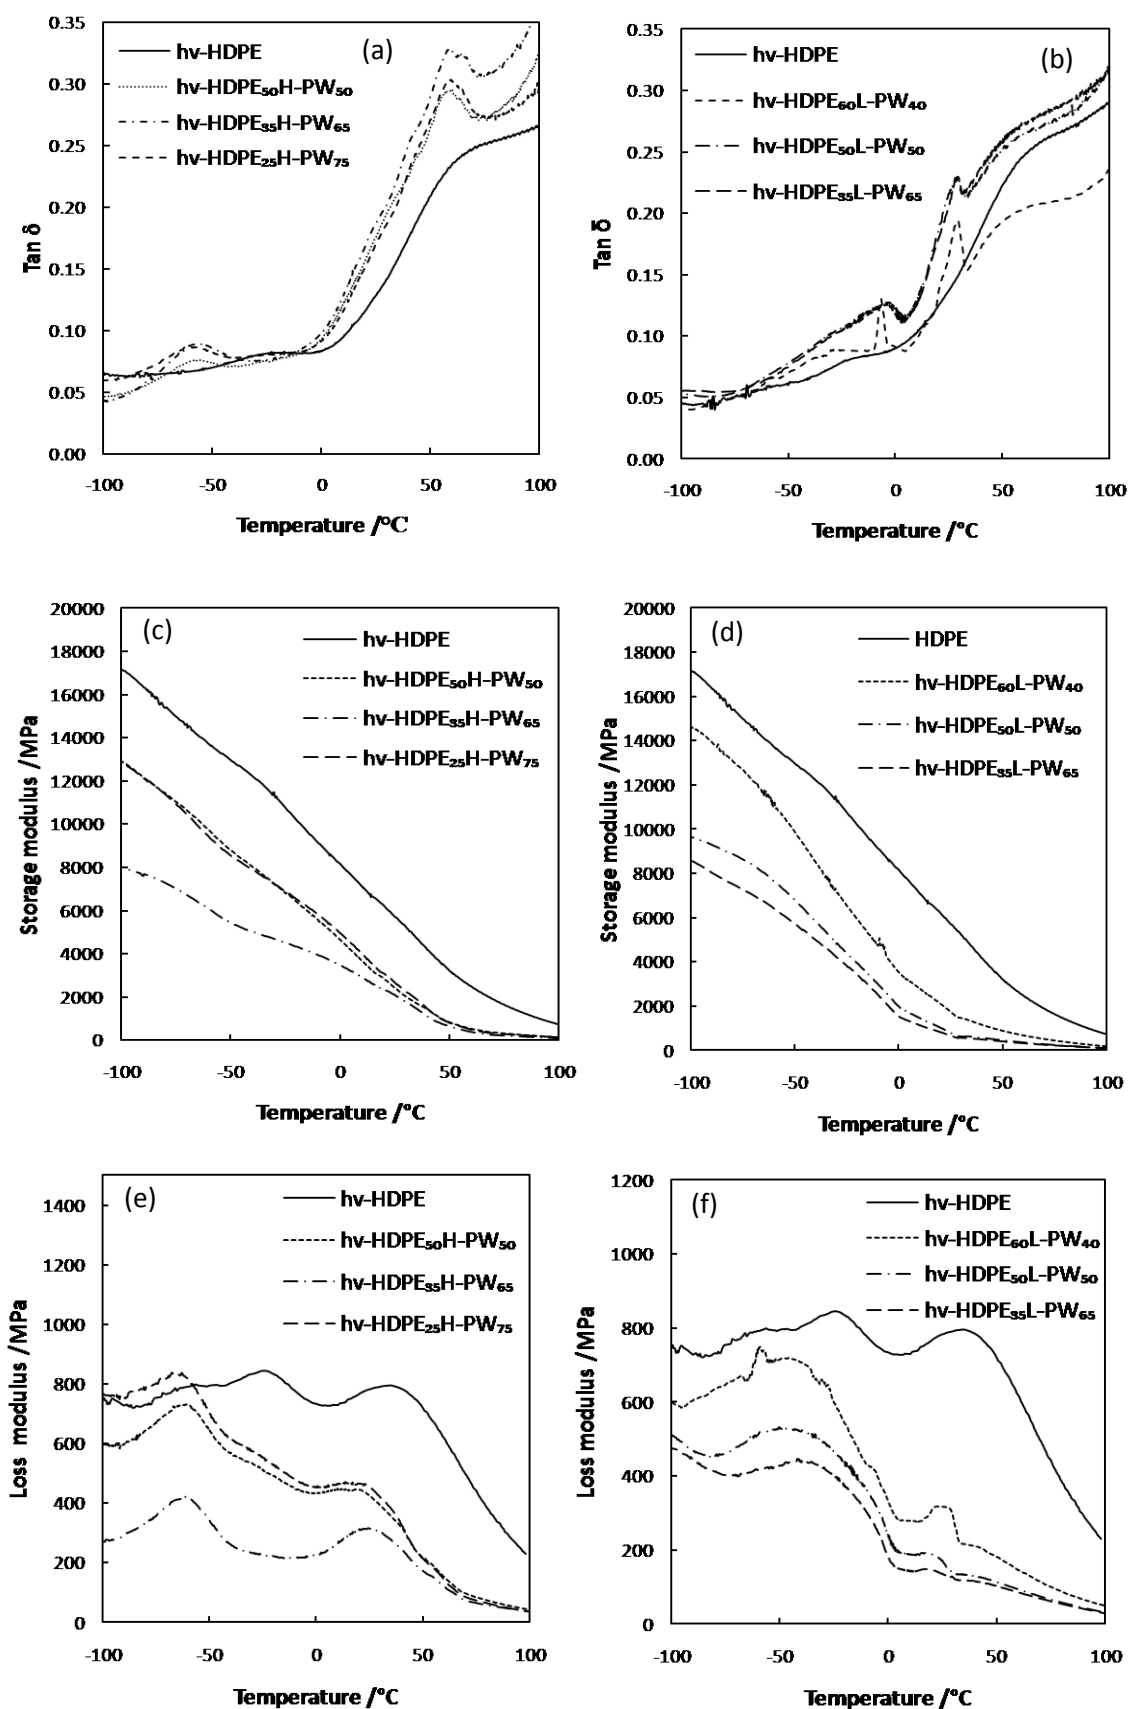 (a)
hv-HDPE
hv-HDPE₅₀H-PW₅₀
hv-HDPE₃₅H-PW₆₅
hv-HDPE₂₅H-PW₇₅
0.35
0.30
0.25
0.20
0.15
0.10
0.05
0.00
Tan δ
-100 -50 0 50 100
Temperature /°C
(b)
hv-HDPE
hv-HDPE₆₀L-PW₄₀
hv-HDPE₅₀L-PW₅₀
hv-HDPE₃₅L-PW₆₅
0.35
0.30
0.25
0.20
0.15
0.10
0.05
0.00
Tan δ
-100 -50 0 50 100
Temperature /°C
(c)
hv-HDPE
hv-HDPE₅₀H-PW₅₀
hv-HDPE₃₅H-PW₆₅
hv-HDPE₂₅H-PW₇₅
20000
18000
16000
14000
12000
10000
8000
6000
4000
2000
0
Storage modulus /MPa
-100 -50 0 50 100
Temperature /°C
(d)
HDPE
hv-HDPE₆₀L-PW₄₀
hv-HDPE₅₀L-PW₅₀
hv-HDPE₃₅L-PW₆₅
20000
18000
16000
14000
12000
10000
8000
6000
4000
2000
0
Storage modulus /MPa
-100 -50 0 50 100
Temperature /°C
(e)
hv-HDPE
hv-HDPE₅₀H-PW₅₀
hv-HDPE₃₅H-PW₆₅
hv-HDPE₂₅H-PW₇₅
1400
1200
1000
800
600
400
200
0
Loss modulus /MPa
-100 -50 0 50 100
Temperature /°C
(f)
hv-HDPE
hv-HDPE₆₀L-PW₄₀
hv-HDPE₅₀L-PW₅₀
hv-HDPE₃₅L-PW₆₅
1200
1000
800
600
400
200
0
Loss modulus /MPa
-100 -50 0 50 100
Temperature /°C